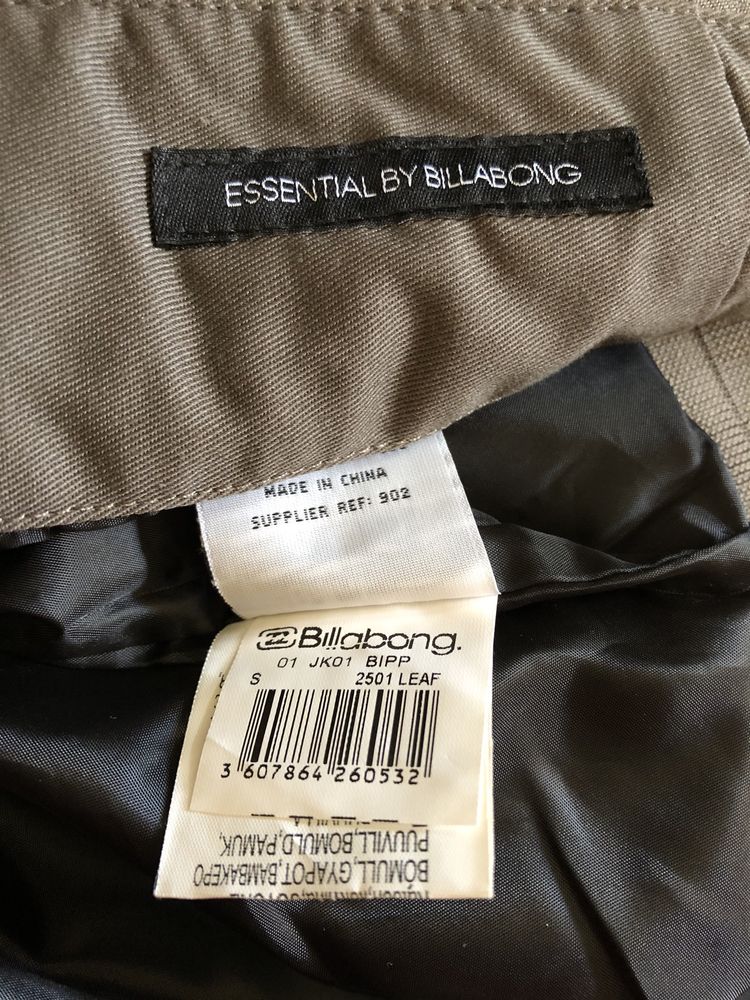 ESSENTIAL BY BILLABONG
MADE IN CHINA
SUPPLIER REF: 902
Billabong.
01 JK01 BIPP
S 2501 LEAF
3 607864 260532
BOMULL,GYAPOT,BAMBAKEPO
PUUVILL,BOMULD,PAMUK,